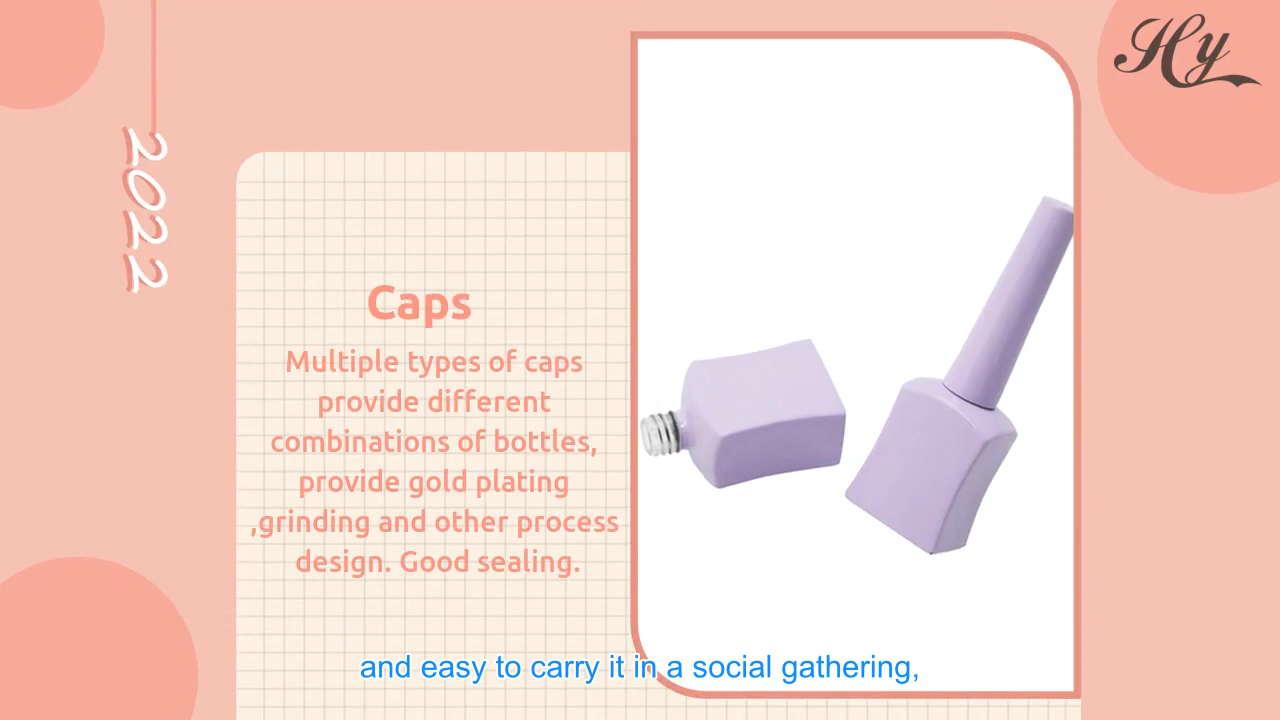 Hy
2022
Caps
Multiple types of caps
provide different
combinations of bottles,
provide gold plating
,grinding and other process
design. Good sealing.
and easy to carry it in a social gathering,